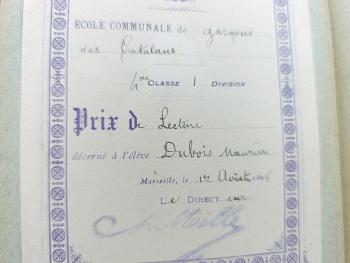 ECOLE COMMUNALE DE garçons
des Catalans
4me CLASSE 1 DIVISION
Prix de Lecture
décerné à l'élève Dubois Maurice
Marseille, le 1er Août
LE DIRECTeur